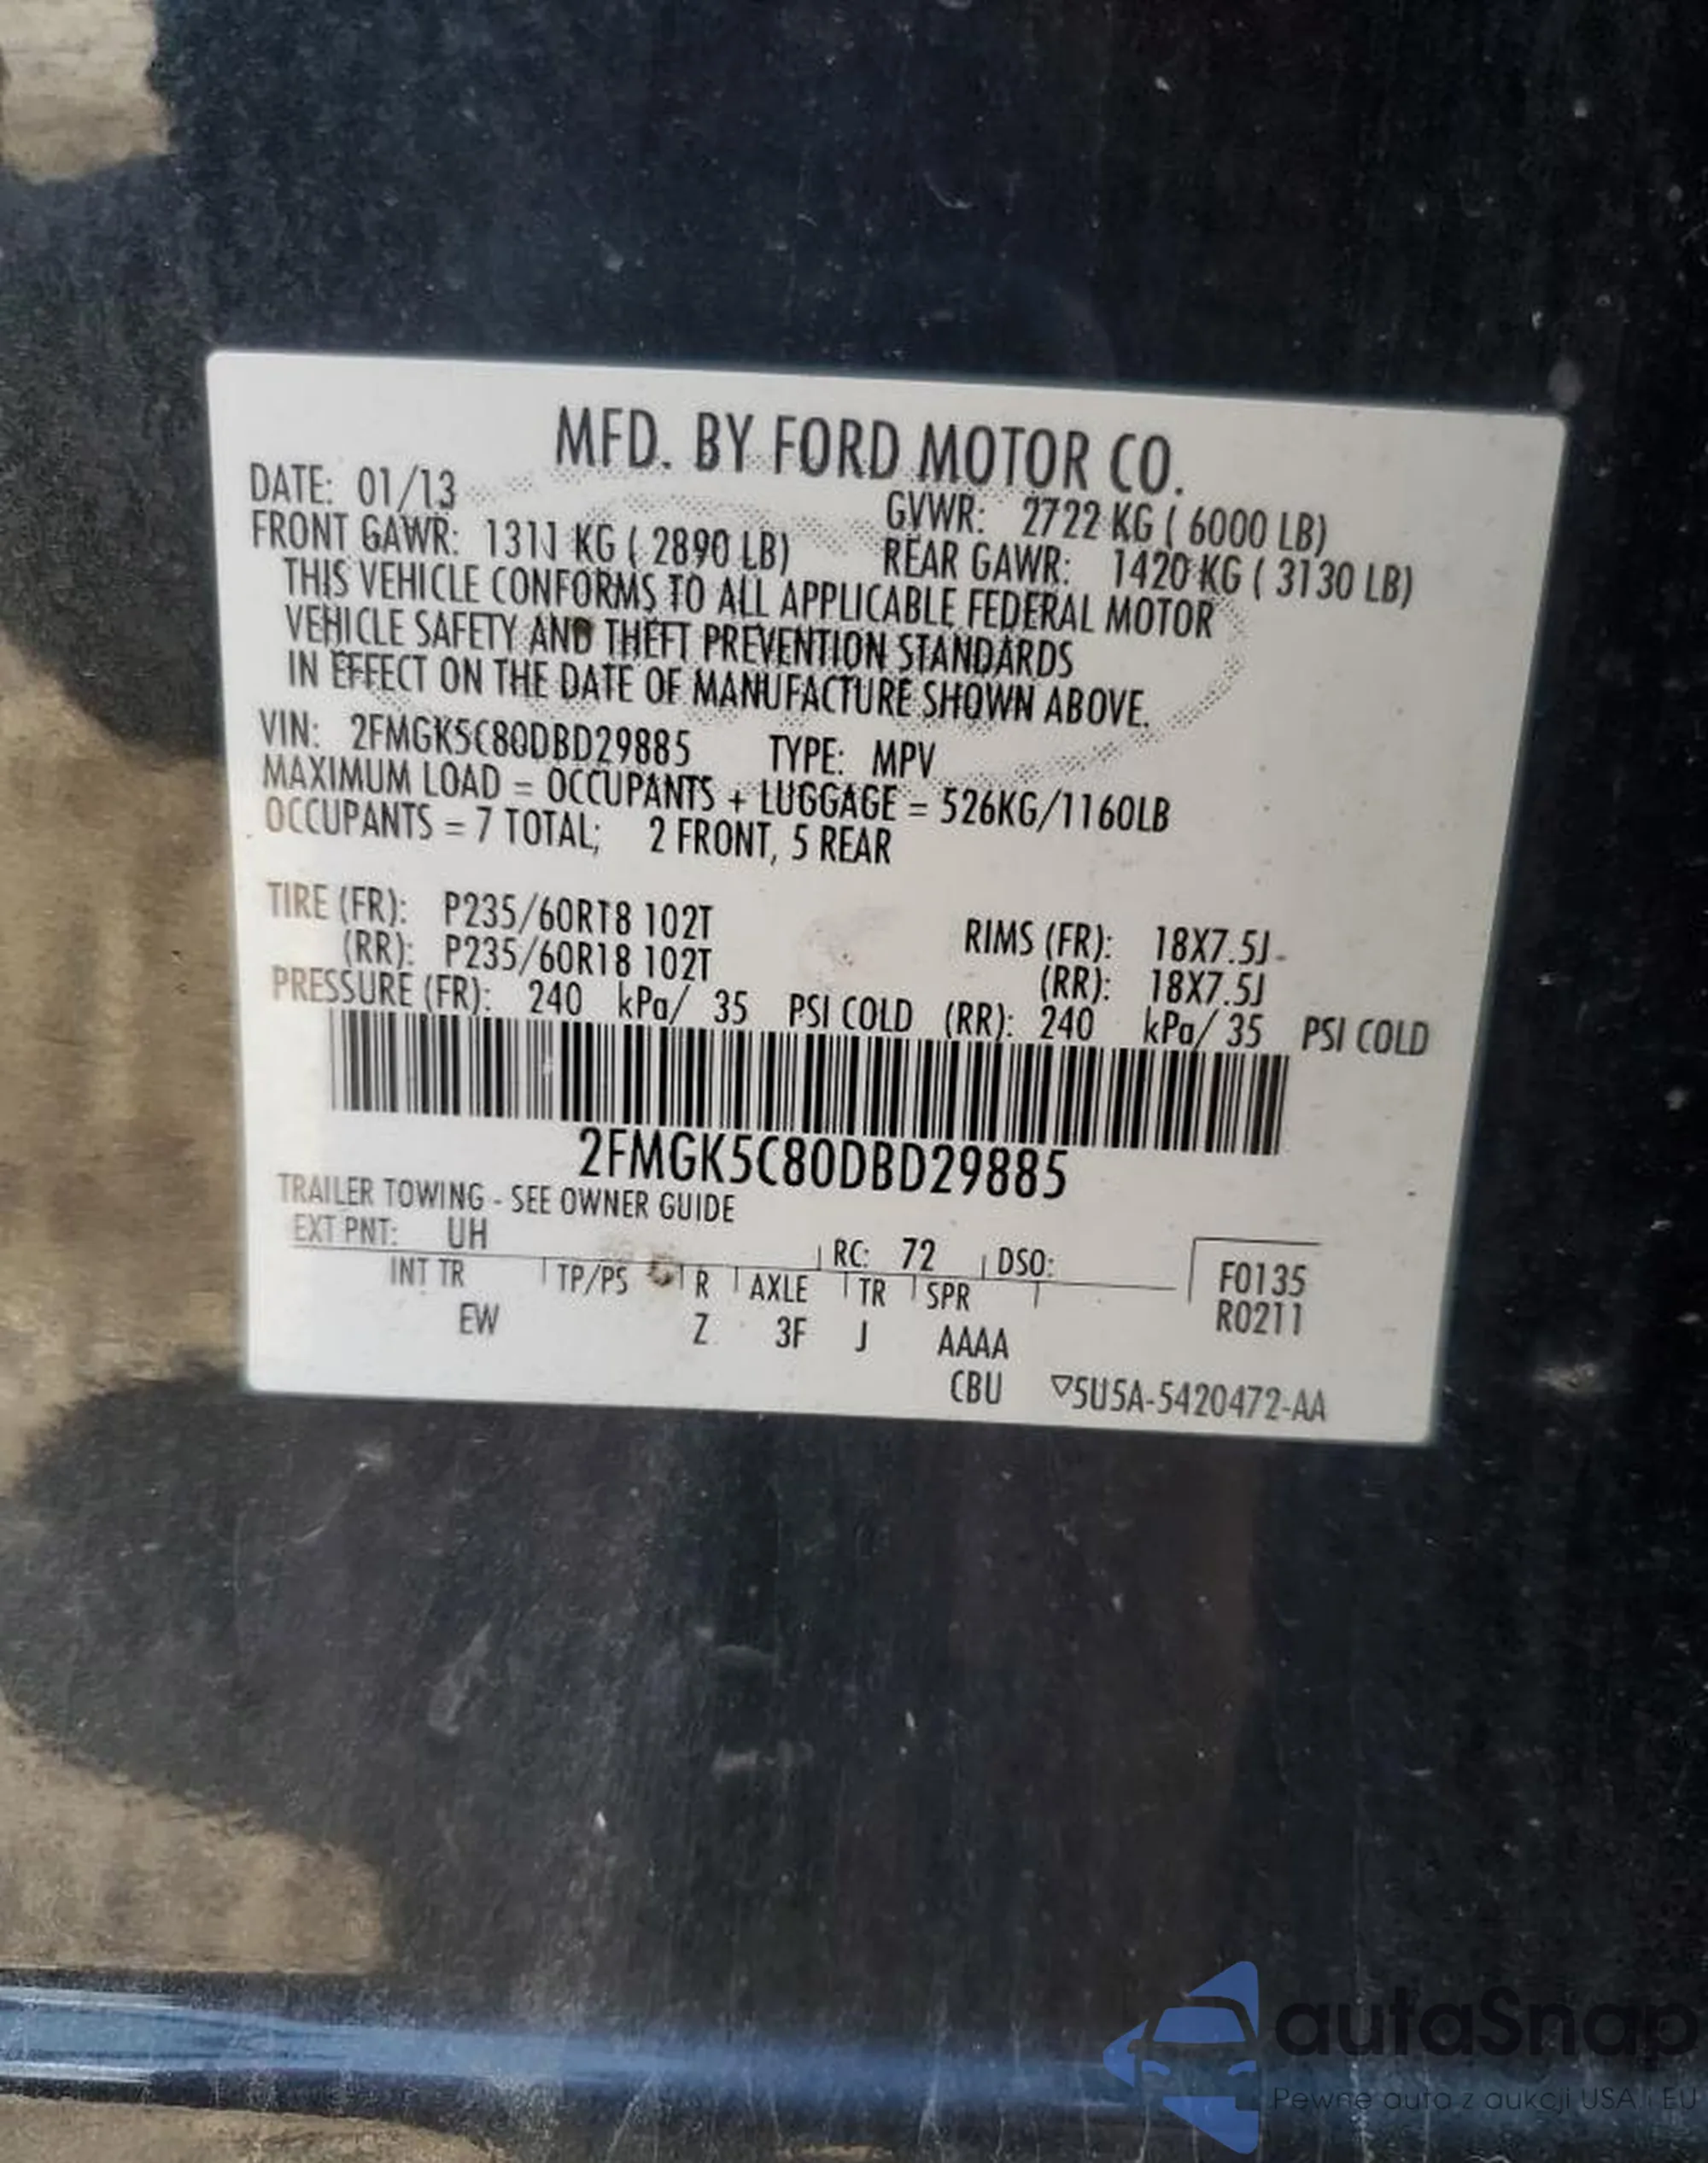 MFD. BY FORD MOTOR CO.
DATE: 01/13 GVWR: 2722 KG ( 6000 LB)
FRONT GAWR: 1311 KG ( 2890 LB) REAR GAWR: 1420 KG ( 3130 LB)
THIS VEHICLE CONFORMS TO ALL APPLICABLE FEDERAL MOTOR
VEHICLE SAFETY AND THEFT PREVENTION STANDARDS
IN EFFECT ON THE DATE OF MANUFACTURE SHOWN ABOVE.
VIN: 2FMGK5C80DBD29885 TYPE: MPV
MAXIMUM LOAD = OCCUPANTS + LUGGAGE = 526KG/1160LB
OCCUPANTS = 7 TOTAL; 2 FRONT, 5 REAR
TIRE (FR): P235/60R18 102T RIMS (FR): 18X7.5J
(RR): P235/60R18 102T (RR): 18X7.5J
PRESSURE (FR): 240 kPa/ 35 PSI COLD (RR): 240 kPa/ 35 PSI COLD
2FMGK5C80DBD29885
TRAILER TOWING - SEE OWNER GUIDE
EXT PNT: UH RC: 72 DSO:
INT TR TP/PS R AXLE TR SPR F0135
EW Z 3F J AAAA R0211
CBU ▽5U5A-5420472-AA
autaSnap
Pewne auta z aukcji USA i EU